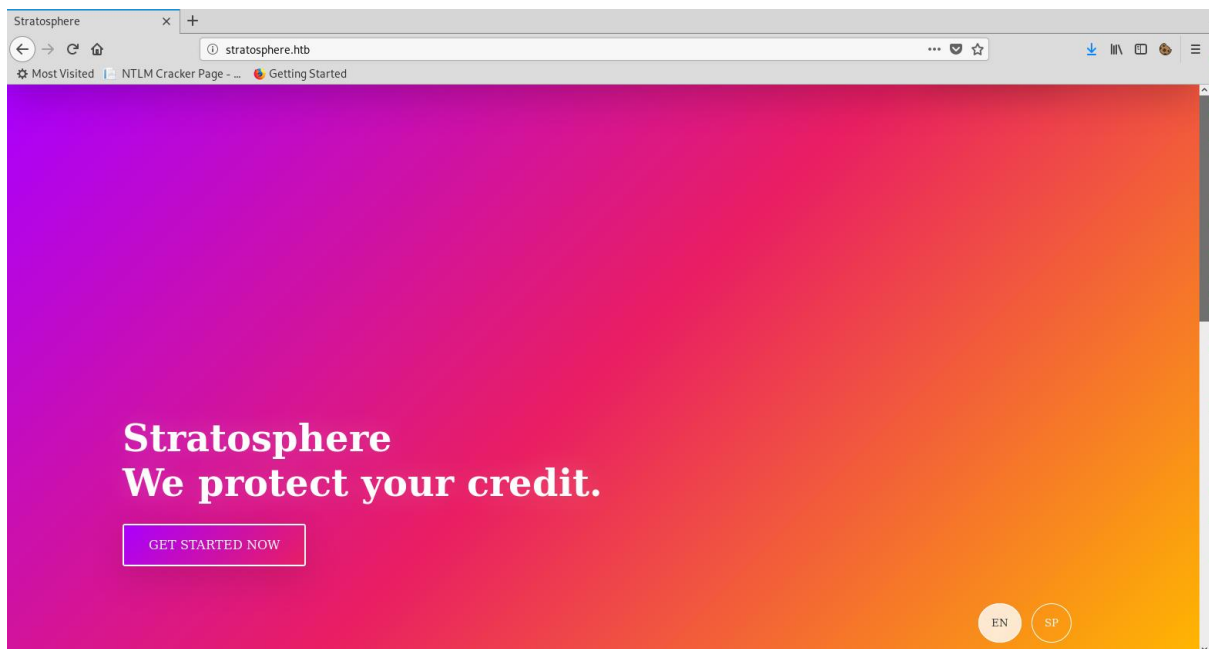 Stratosphere
stratosphere.htb
Most Visited NTLM Cracker Page - ... Getting Started
Stratosphere
We protect your credit.
GET STARTED NOW
EN SP